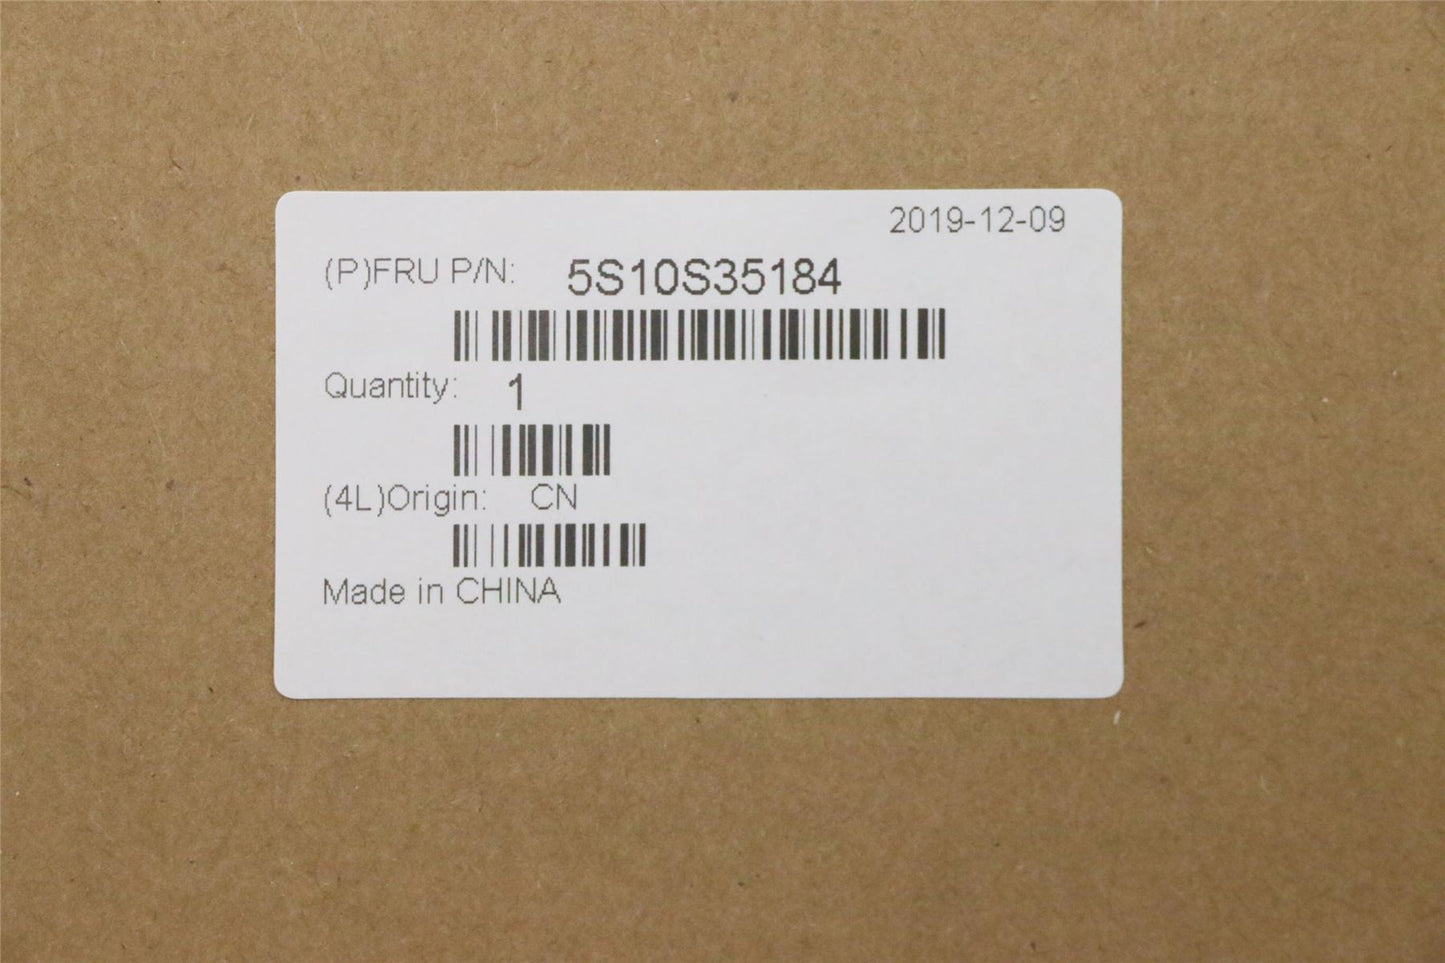 2019-12-09
(P)FRU P/N: 5S10S35184
Quantity: 1
(4L)Origin: CN
Made in CHINA